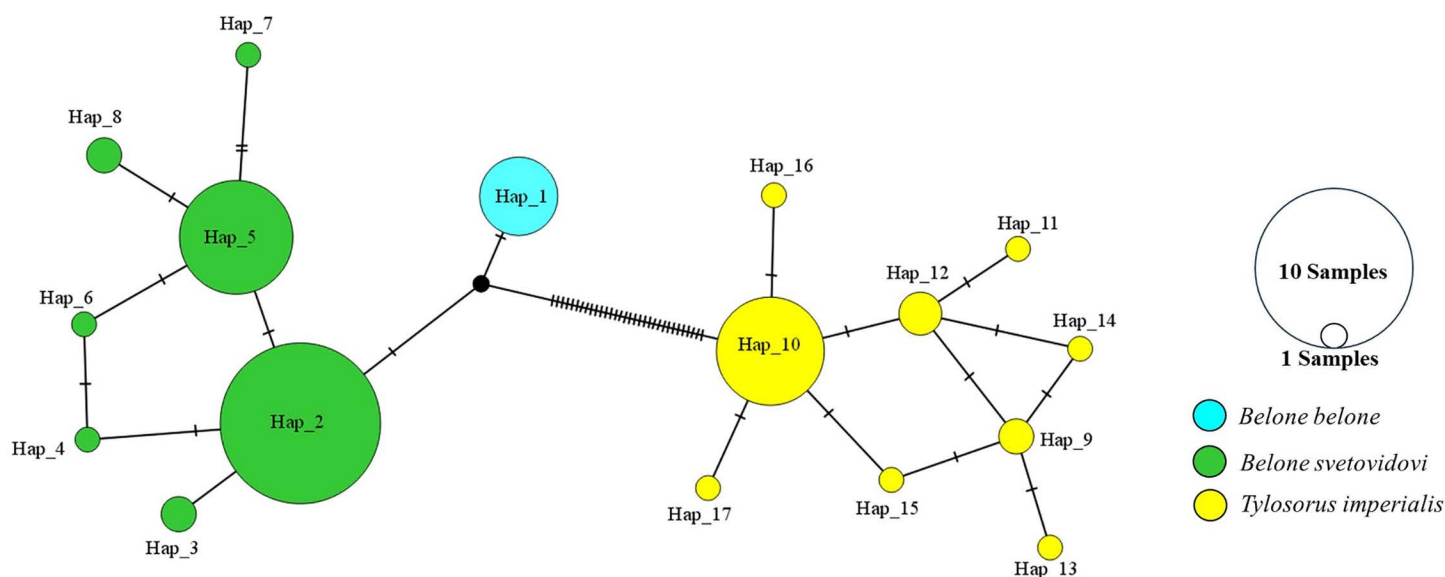 Hap_7
Hap_8
Hap_5
Hap_6
Hap_4
Hap_2
Hap_3
Hap_1
Hap_16
Hap_10
Hap_12
Hap_11
Hap_14
Hap_9
Hap_15
Hap_17
Hap_13
10 Samples
1 Samples
Belone belone
Belone svetovidovi
Tylosorus imperialis